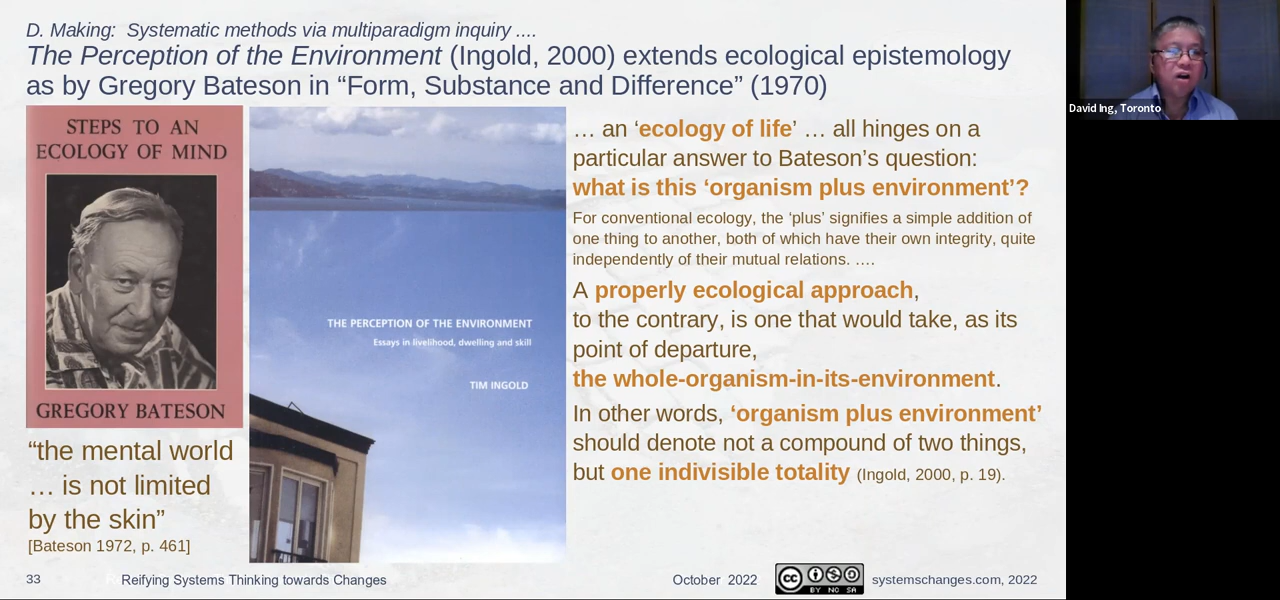 D. Making:  Systematic methods via multiparadigm inquiry ....
The Perception of the Environment (Ingold, 2000) extends ecological epistemology
as by Gregory Bateson in “Form, Substance and Difference” (1970)
STEPS TO AN
ECOLOGY OF MIND
GREGORY BATESON
“the mental world
… is not limited
by the skin”
[Bateson 1972, p. 461]
THE PERCEPTION OF THE ENVIRONMENT
Essays in livelihood, dwelling and skill
TIM INGOLD
… an ‘ecology of life’ … all hinges on a
particular answer to Bateson’s question:
what is this ‘organism plus environment’?
For conventional ecology, the ‘plus’ signifies a simple addition of
one thing to another, both of which have their own integrity, quite
independently of their mutual relations. ….
A properly ecological approach,
to the contrary, is one that would take, as its
point of departure,
the whole-organism-in-its-environment.
In other words, ‘organism plus environment’
should denote not a compound of two things,
but one indivisible totality (Ingold, 2000, p. 19).
33
Reifying Systems Thinking towards Changes
October 2022
cc
BY NC SA
systemschanges.com, 2022
David Ing, Toronto